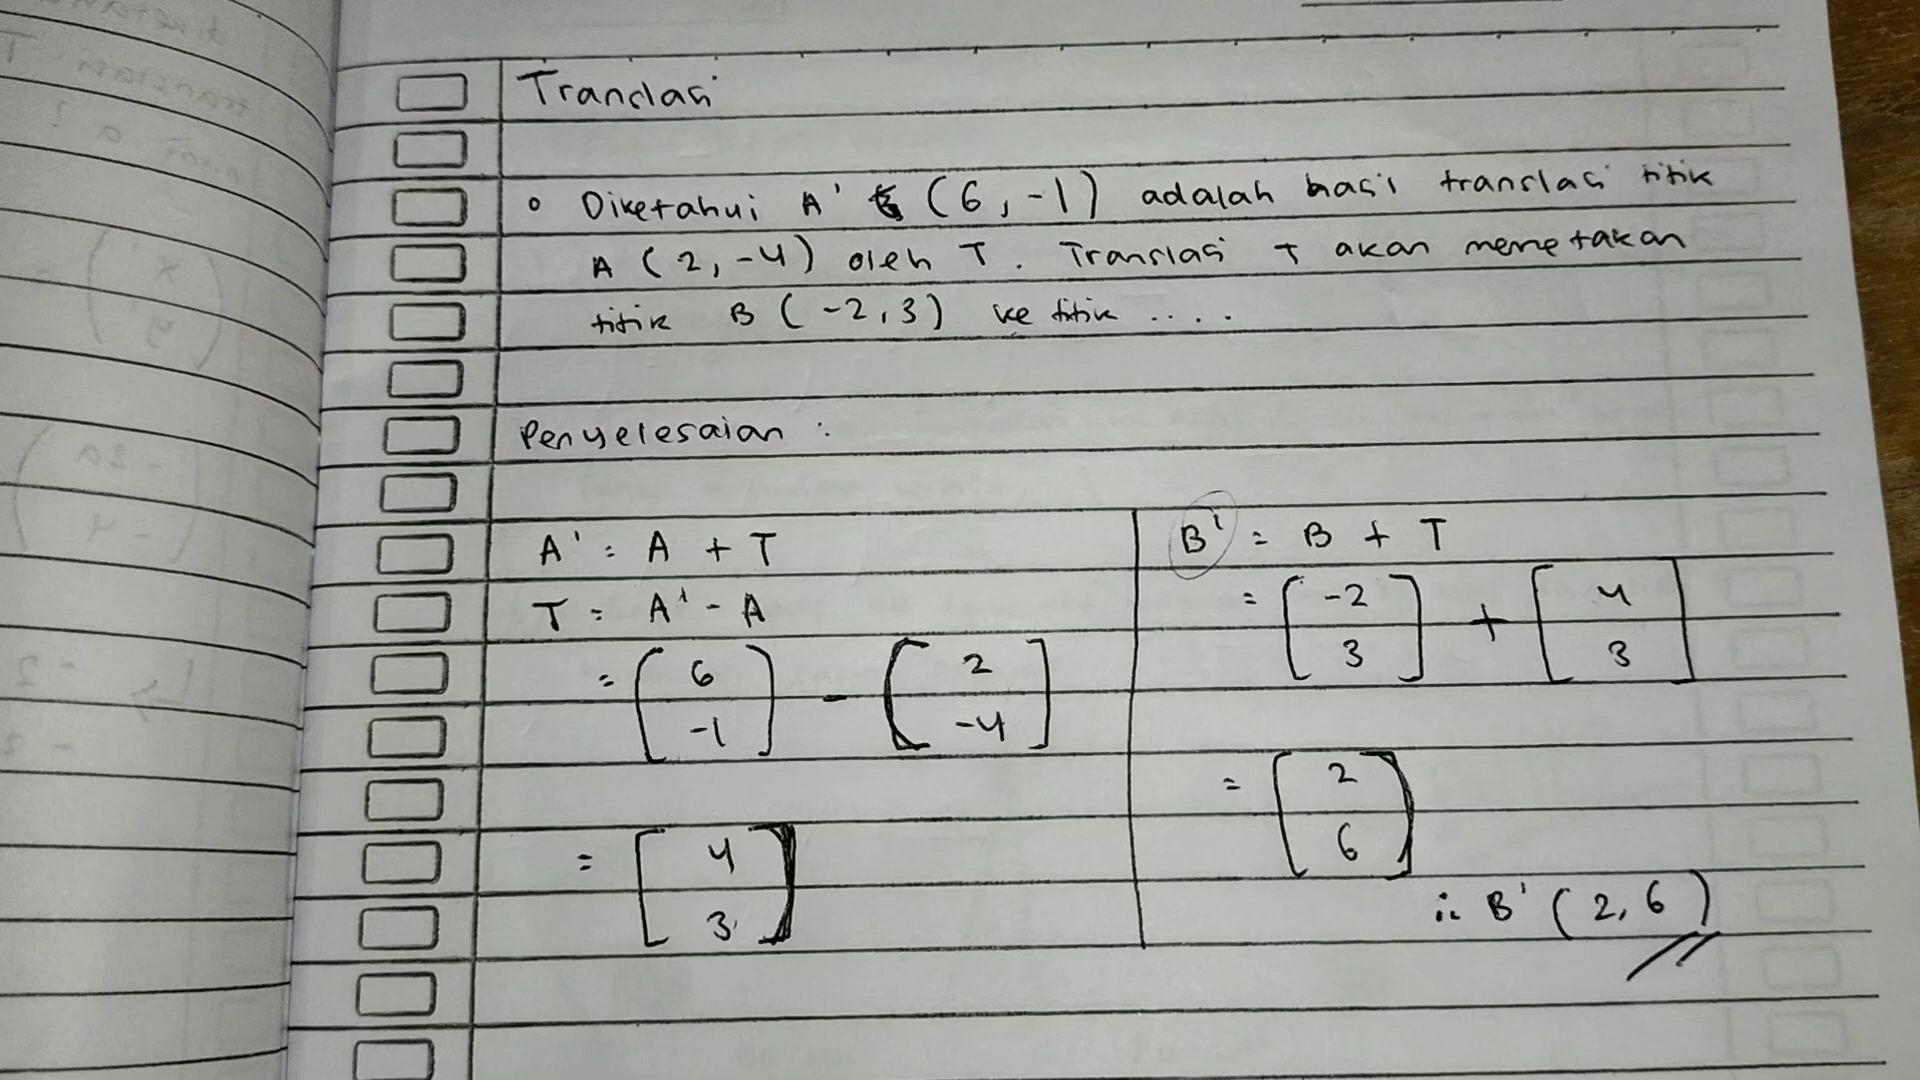 Translasi
• Diketahui A' (6, -1) adalah hasil translasi titik
A (2, -4) oleh T. Translasi T akan memetakan
titik B (-2, 3) ke titik ....
Penyelesaian :
A' = A + T
T = A' - A
= [6 -1] - [2 -4]
= [4 3]
B' = B + T
= [-2 3] + [4 3]
= [2 6]
∴ B' (2, 6)